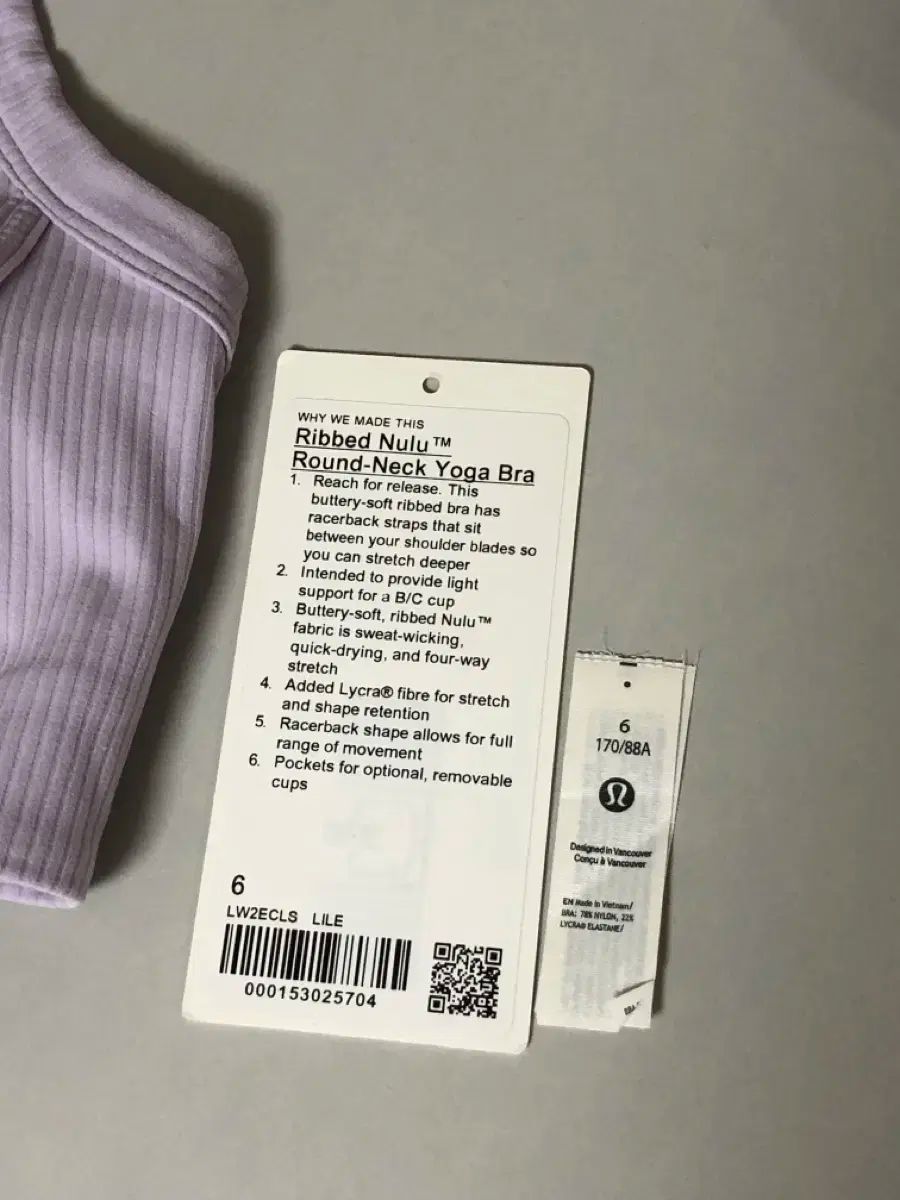 WHY WE MADE THIS
Ribbed Nulu™
Round-Neck Yoga Bra
1. Reach for release. This
buttery-soft ribbed bra has
racerback straps that sit
between your shoulder blades so
you can stretch deeper
2. Intended to provide light
support for a B/C cup
3. Buttery-soft, ribbed Nulu™
fabric is sweat-wicking,
quick-drying, and four-way
stretch
4. Added Lycra® fibre for stretch
and shape retention
5. Racerback shape allows for full
range of movement
6. Pockets for optional, removable
cups
6
LW2ECLS LILE
000153025704
6
170/88A
Designed in Vancouver
Conçu à Vancouver
EN Made in Vietnam/
BRA: 78% NYLON, 22%
LYCRA® ELASTANE/